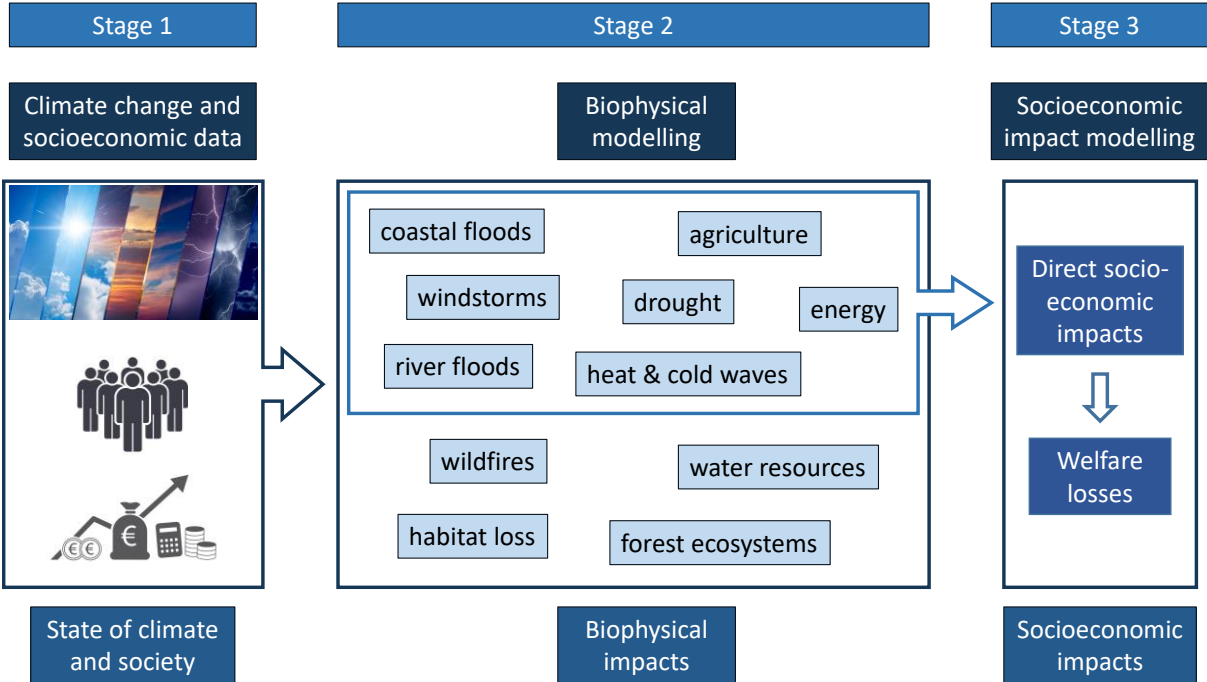 Stage 1
Stage 2
Stage 3
Climate change and
socioeconomic data
Biophysical
modelling
Socioeconomic
impact modelling
coastal floods
agriculture
windstorms
drought
energy
river floods
heat & cold waves
wildfires
water resources
habitat loss
forest ecosystems
Direct socio-
economic
impacts
Welfare
losses
€€
€
State of climate
and society
Biophysical
impacts
Socioeconomic
impacts